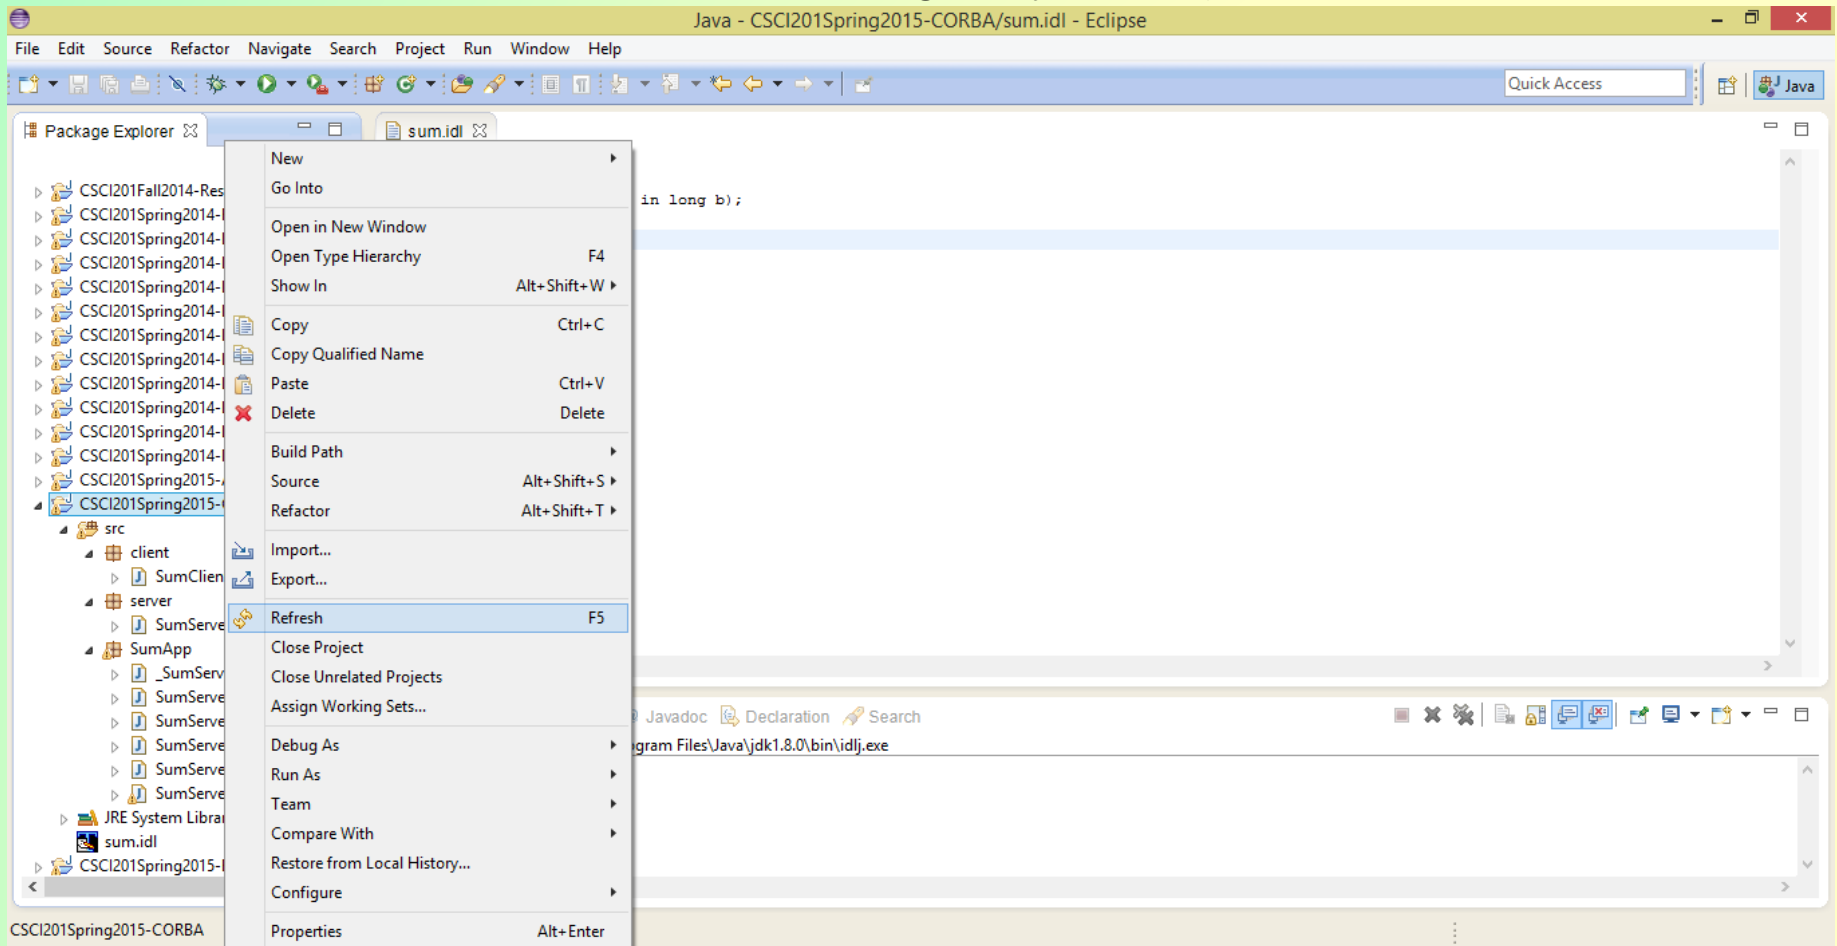 Java - CSCI201Spring2015-CORBA/sum.idl - Eclipse
File Edit Source Refactor Navigate Search Project Run Window Help
Quick Access
Java
Package Explorer
sum.idl
CSCI201Fall2014-Res
CSCI201Spring2014-
CSCI201Spring2014-
CSCI201Spring2014-
CSCI201Spring2014-
CSCI201Spring2014-
CSCI201Spring2014-
CSCI201Spring2014-
CSCI201Spring2014-
CSCI201Spring2014-
CSCI201Spring2014-
CSCI201Spring2014-
CSCI201Spring2015-
CSCI201Spring2015-
src
client
SumClien
server
SumServe
SumApp
_SumServ
SumServe
SumServe
SumServe
SumServe
SumServe
JRE System Librar
sum.idl
CSCI201Spring2015-
New
Go Into
Open in New Window
Open Type Hierarchy F4
Show In Alt+Shift+W
Copy Ctrl+C
Copy Qualified Name
Paste Ctrl+V
Delete Delete
Build Path
Source Alt+Shift+S
Refactor Alt+Shift+T
Import...
Export...
Refresh F5
Close Project
Close Unrelated Projects
Assign Working Sets...
Debug As
Run As
Team
Compare With
Restore from Local History...
Configure
Properties Alt+Enter
in long b);
Javadoc Declaration Search
gram Files\Java\jdk1.8.0\bin\idlj.exe
CSCI201Spring2015-CORBA